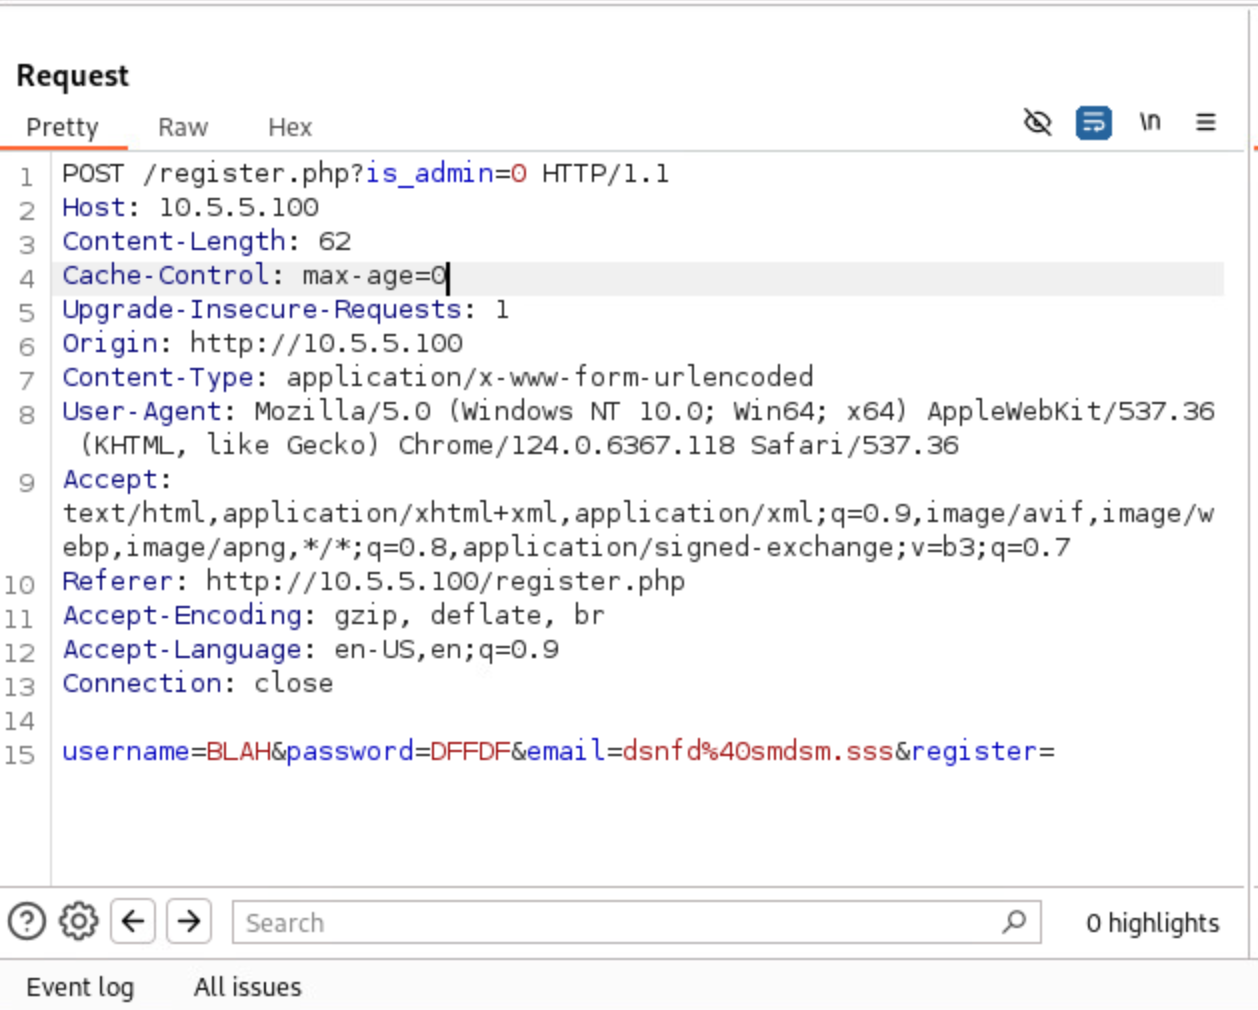 Request
Pretty Raw Hex \n
1 POST /register.php?is_admin=0 HTTP/1.1
2 Host: 10.5.5.100
3 Content-Length: 62
4 Cache-Control: max-age=0
5 Upgrade-Insecure-Requests: 1
6 Origin: http://10.5.5.100
7 Content-Type: application/x-www-form-urlencoded
8 User-Agent: Mozilla/5.0 (Windows NT 10.0; Win64; x64) AppleWebKit/537.36
(KHTML, like Gecko) Chrome/124.0.6367.118 Safari/537.36
9 Accept:
text/html,application/xhtml+xml,application/xml;q=0.9,image/avif,image/w
ebp,image/apng,*/*;q=0.8,application/signed-exchange;v=b3;q=0.7
10 Referer: http://10.5.5.100/register.php
11 Accept-Encoding: gzip, deflate, br
12 Accept-Language: en-US,en;q=0.9
13 Connection: close
14
15 username=BLAH&password=DFFDF&email=dsnfd%40smdsm.sss&register=
Search 0 highlights
Event log All issues